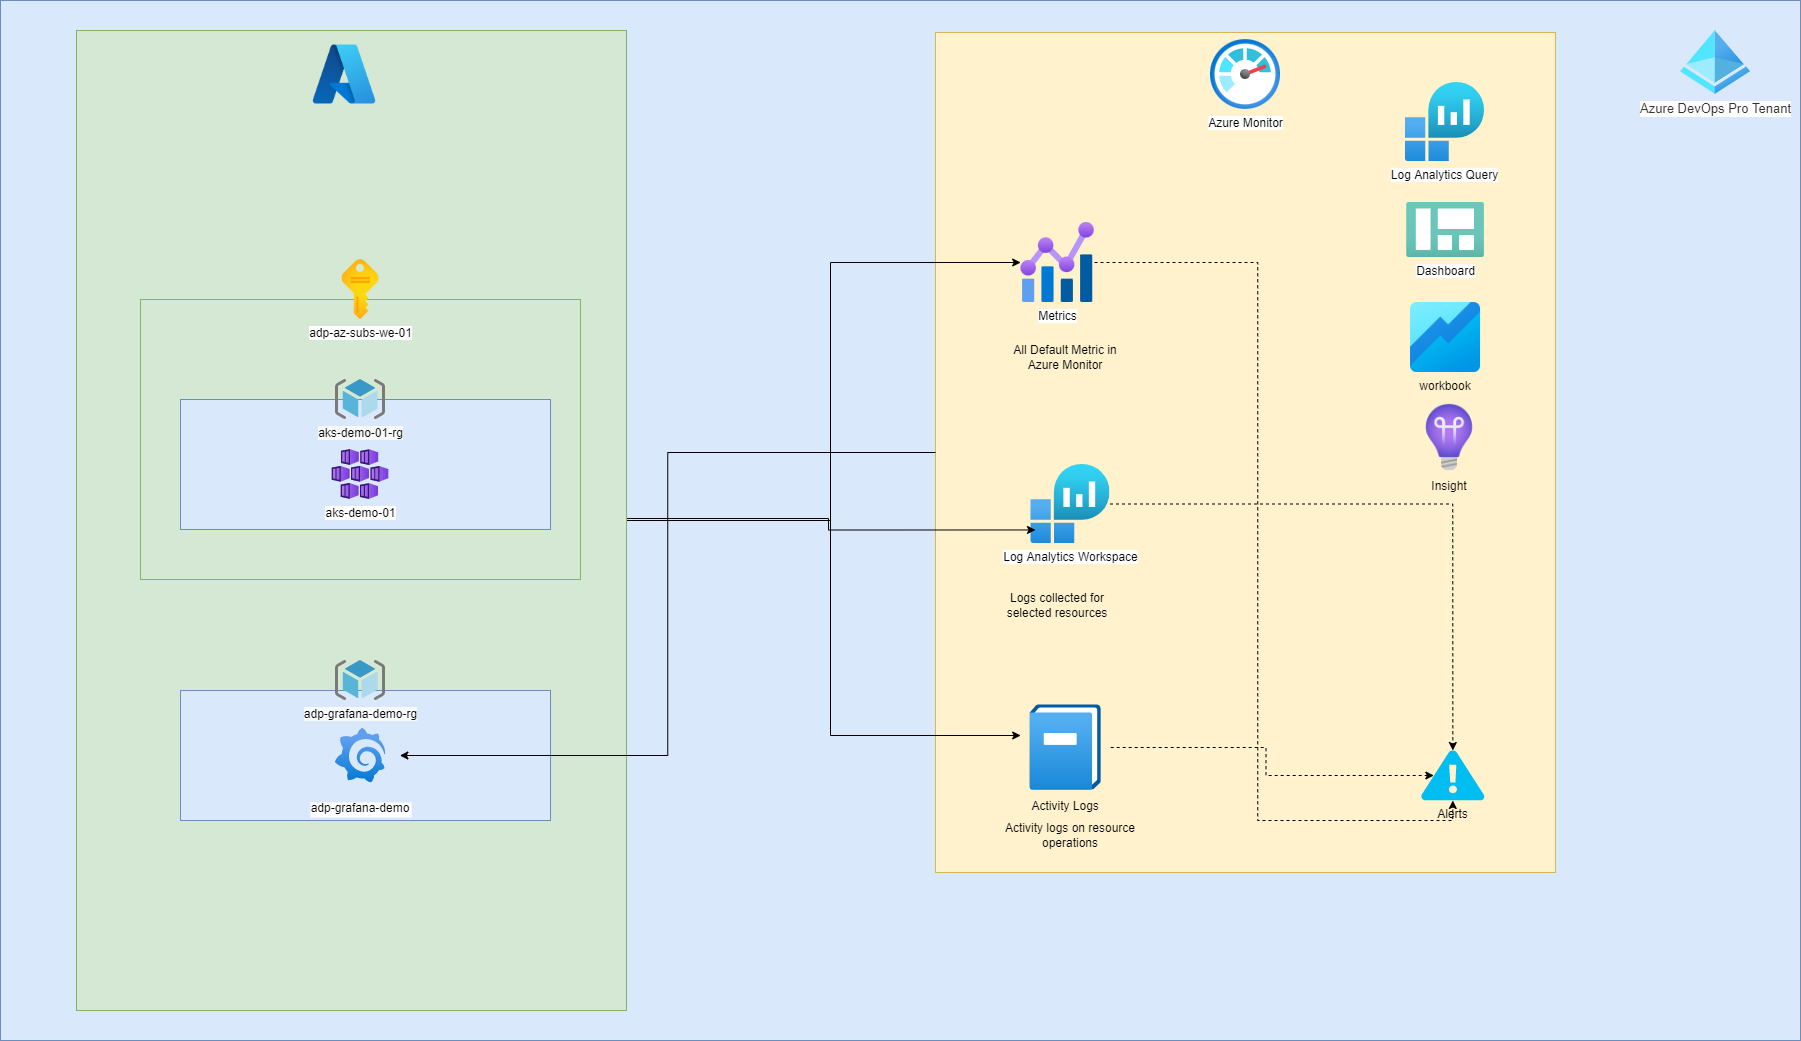 adp-az-subs-we-01
aks-demo-01-rg
aks-demo-01
adp-grafana-demo-rg
adp-grafana-demo
Azure Monitor
Log Analytics Query
Dashboard
workbook
Insight
Metrics
All Default Metric in
Azure Monitor
Log Analytics Workspace
Logs collected for
selected resources
Activity Logs
Activity logs on resource
operations
Alerts
Azure DevOps Pro Tenant